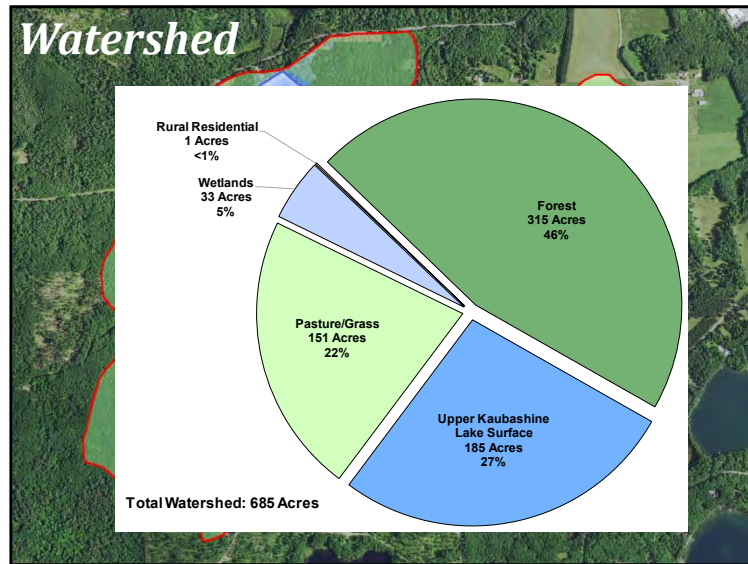 Watershed
Rural Residential
1 Acres
<1%
Wetlands
33 Acres
5%
Forest
315 Acres
46%
Pasture/Grass
151 Acres
22%
Upper Kaubashine
Lake Surface
185 Acres
27%
Total Watershed: 685 Acres